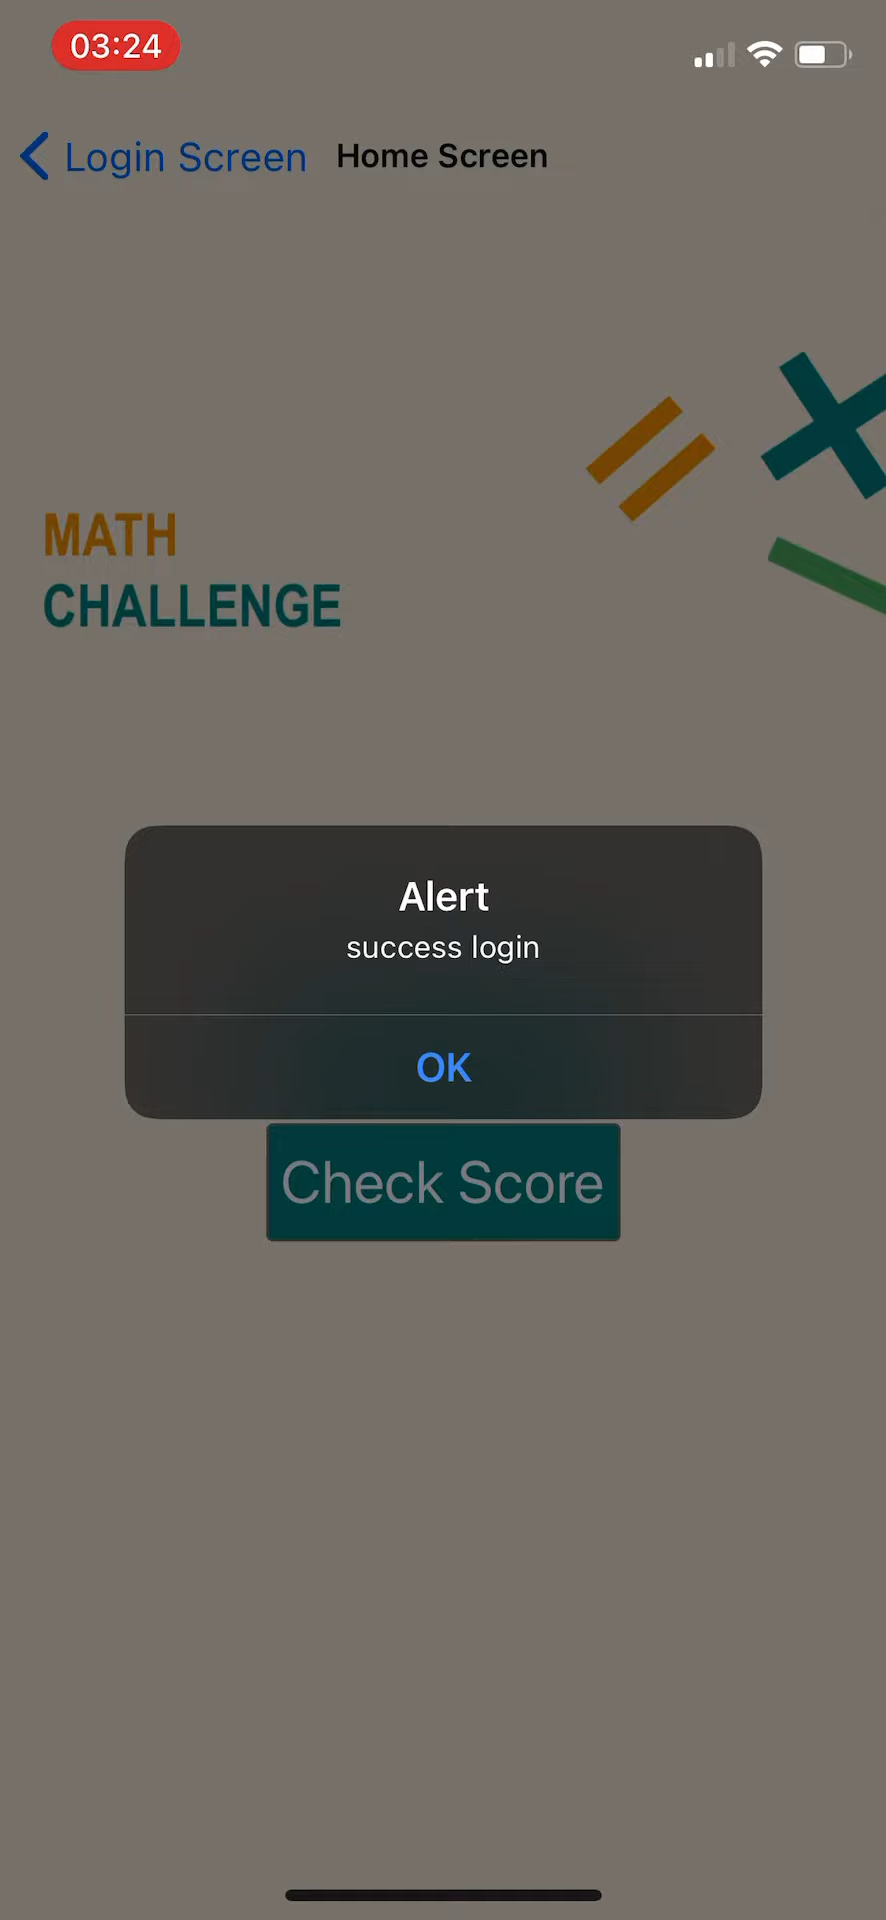 03:24
Login Screen Home Screen
MATH
CHALLENGE
Alert
success login
OK
Check Score